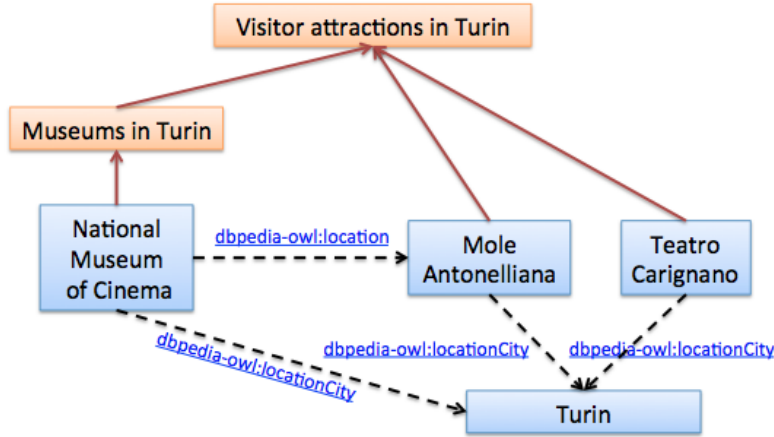 Visitor attractions in Turin
Museums in Turin
National
Museum
of Cinema
dbpedia-owl:location
Mole
Antonelliana
Teatro
Carignano
dbpedia-owl:locationCity
dbpedia-owl:locationCity
dbpedia-owl:locationCity
Turin